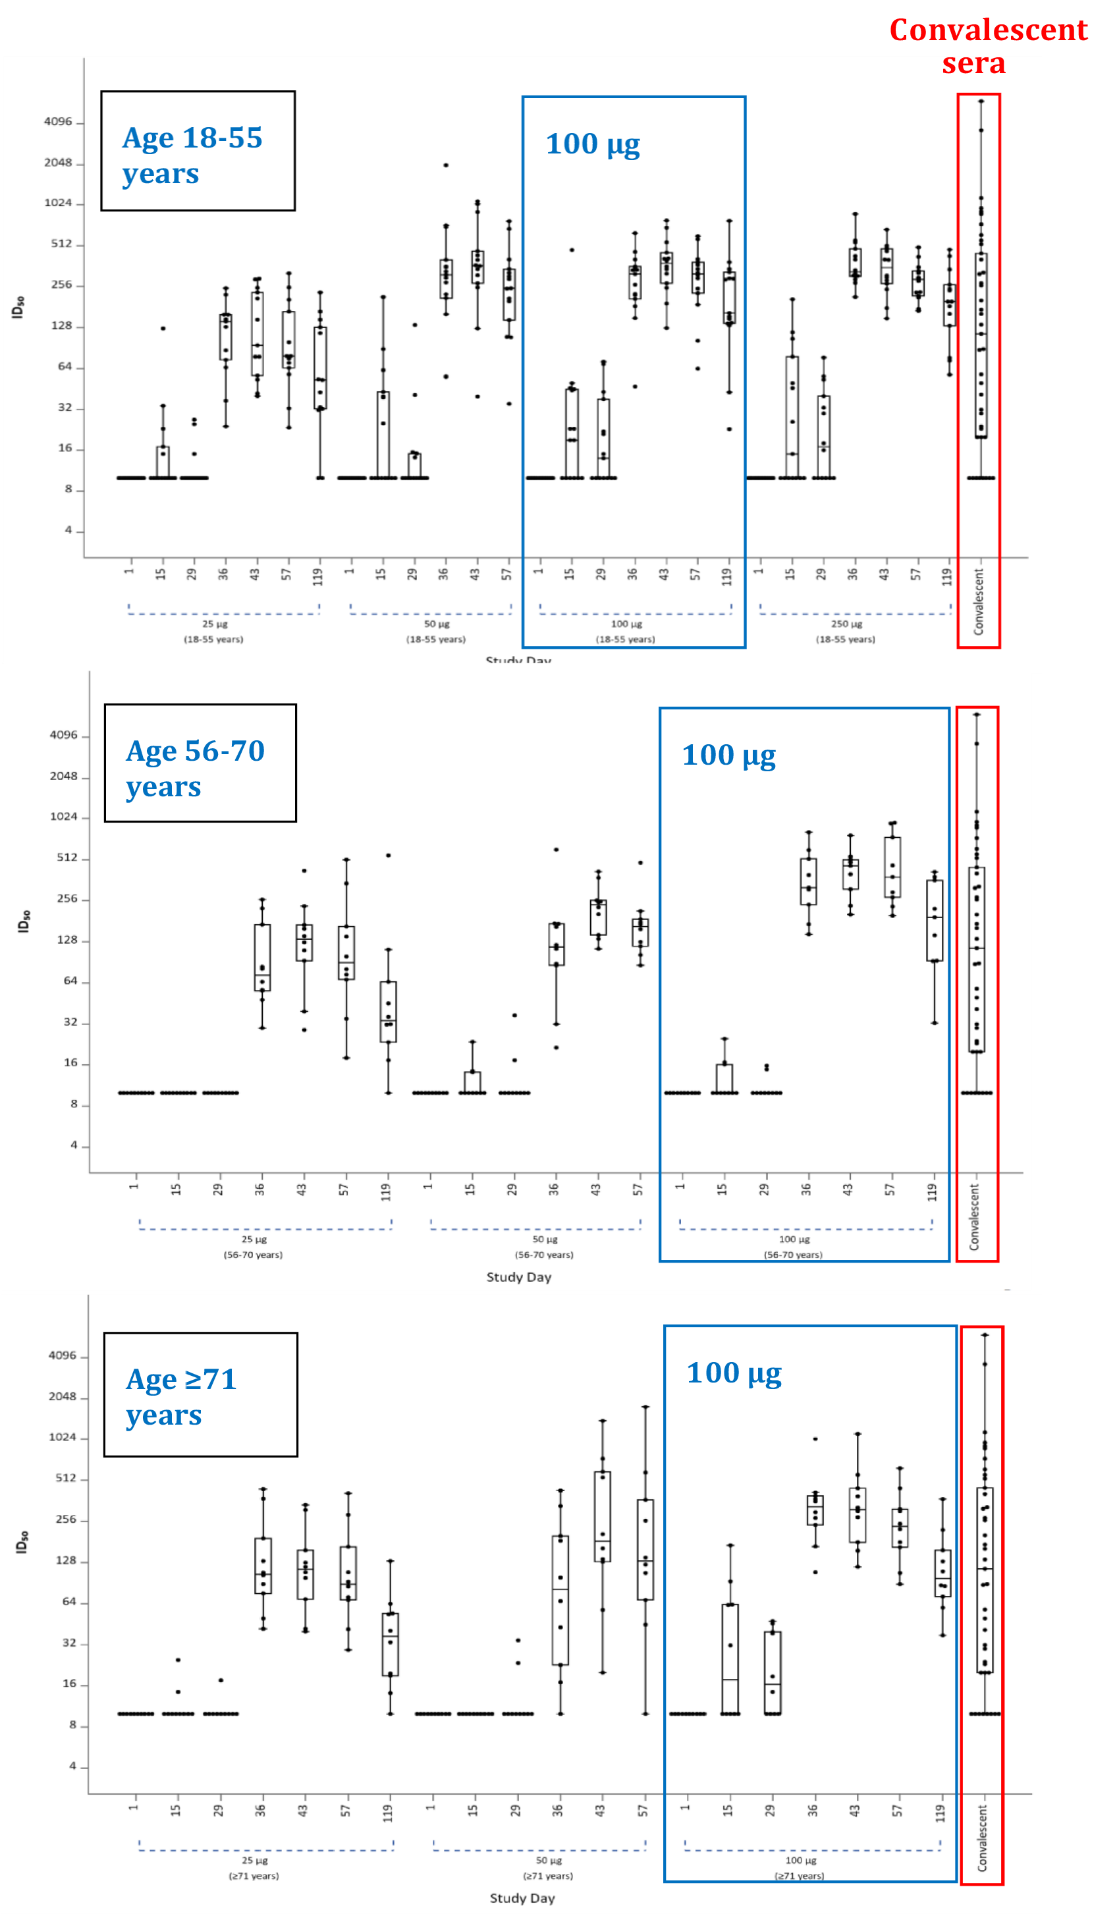 Convalescent
sera
Age 18-55
years
100 µg
4096
2048
1024
512
256
128
64
32
16
8
4
ID50
1 15 29 36 43 57 119 1 15 29 36 43 57 1 15 29 36 43 57 119 1 15 29 36 43 57 119 Convalescent
25 µg 50 µg 100 µg 250 µg
(18-55 years) (18-55 years) (18-55 years) (18-55 years)
Study Day
Age 56-70
years
100 µg
4096
2048
1024
512
256
128
64
32
16
8
4
ID50
1 15 29 36 43 57 119 1 15 29 36 43 57 1 15 29 36 43 57 119 Convalescent
25 µg 50 µg 100 µg
(56-70 years) (56-70 years) (56-70 years)
Study Day
Age ≥71
years
100 µg
4096
2048
1024
512
256
128
64
32
16
8
4
ID50
1 15 29 36 43 57 119 1 15 29 36 43 57 1 15 29 36 43 57 119 Convalescent
25 µg 50 µg 100 µg
(≥71 years) (≥71 years) (≥71 years)
Study Day